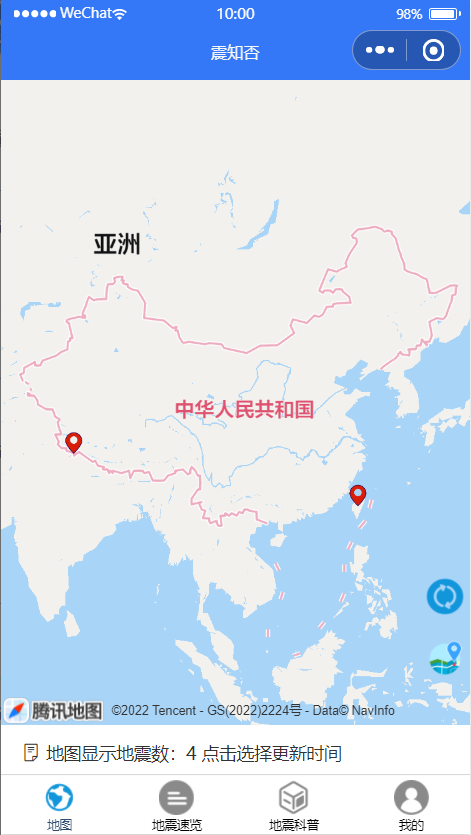 WeChat 10:00 98%
震知否
亚洲
中华人民共和国
腾讯地图 ©2022 Tencent - GS(2022)2224号 - Data© NavInfo
地图显示地震数：4 点击选择更新时间
地图 地震速览 地震科普 我的